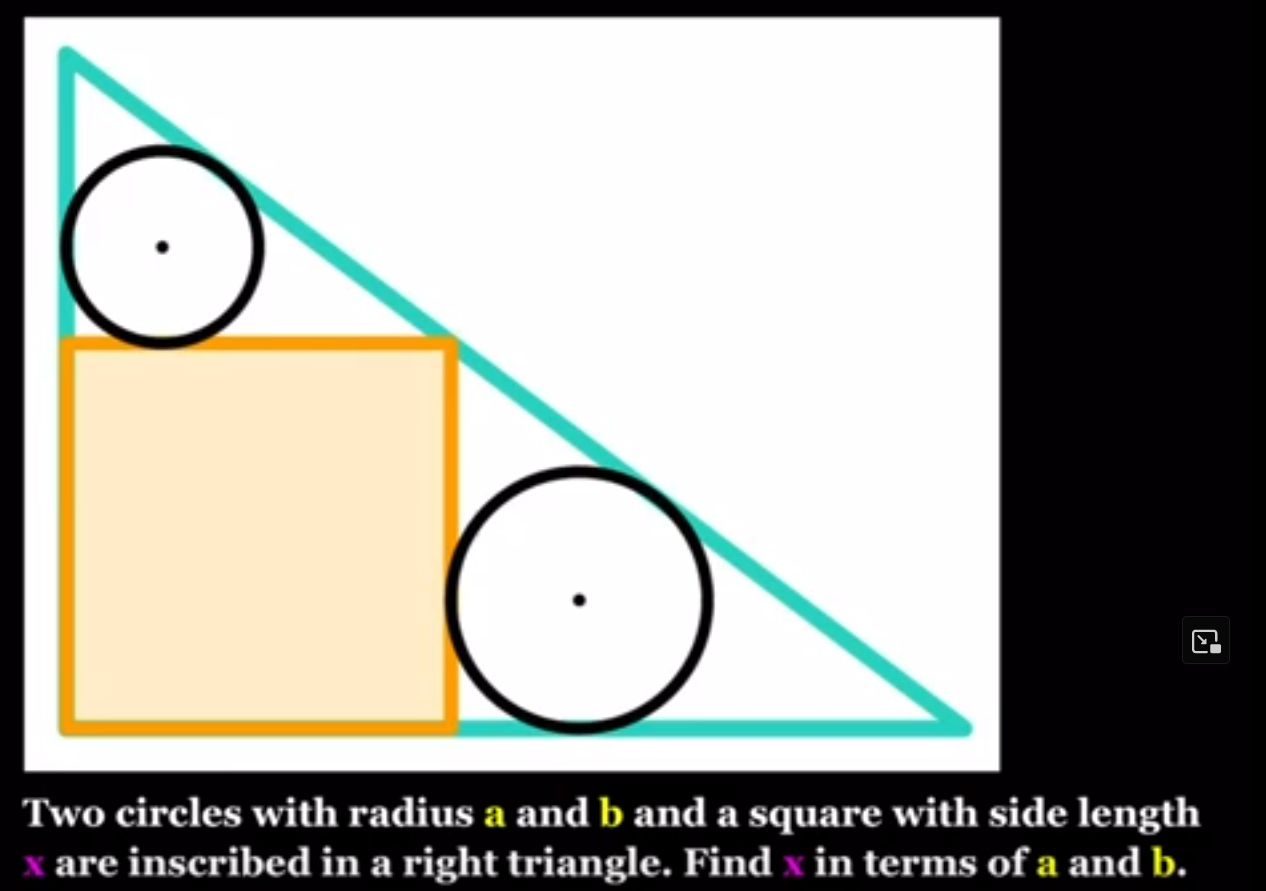 Two circles with radius a and b and a square with side length
x are inscribed in a right triangle. Find x in terms of a and b.